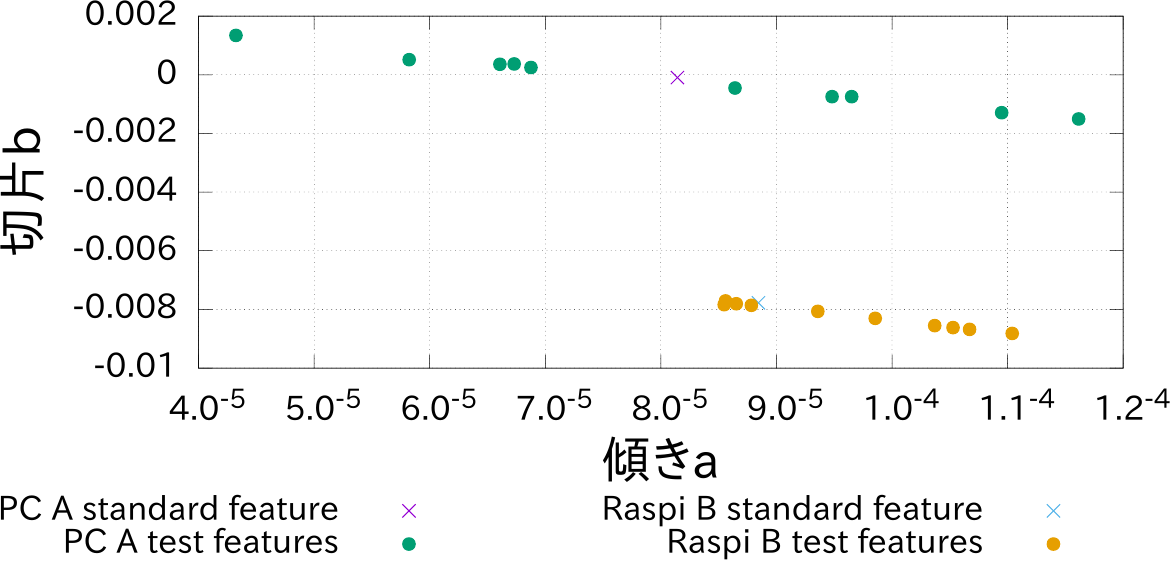 0.002
0
-0.002
-0.004
-0.006
-0.008
-0.01
切片b
4.0-5 5.0-5 6.0-5 7.0-5 8.0-5 9.0-5 1.0-4 1.1-4 1.2-4
傾きa
PC A standard feature Raspi B standard feature
PC A test features Raspi B test features